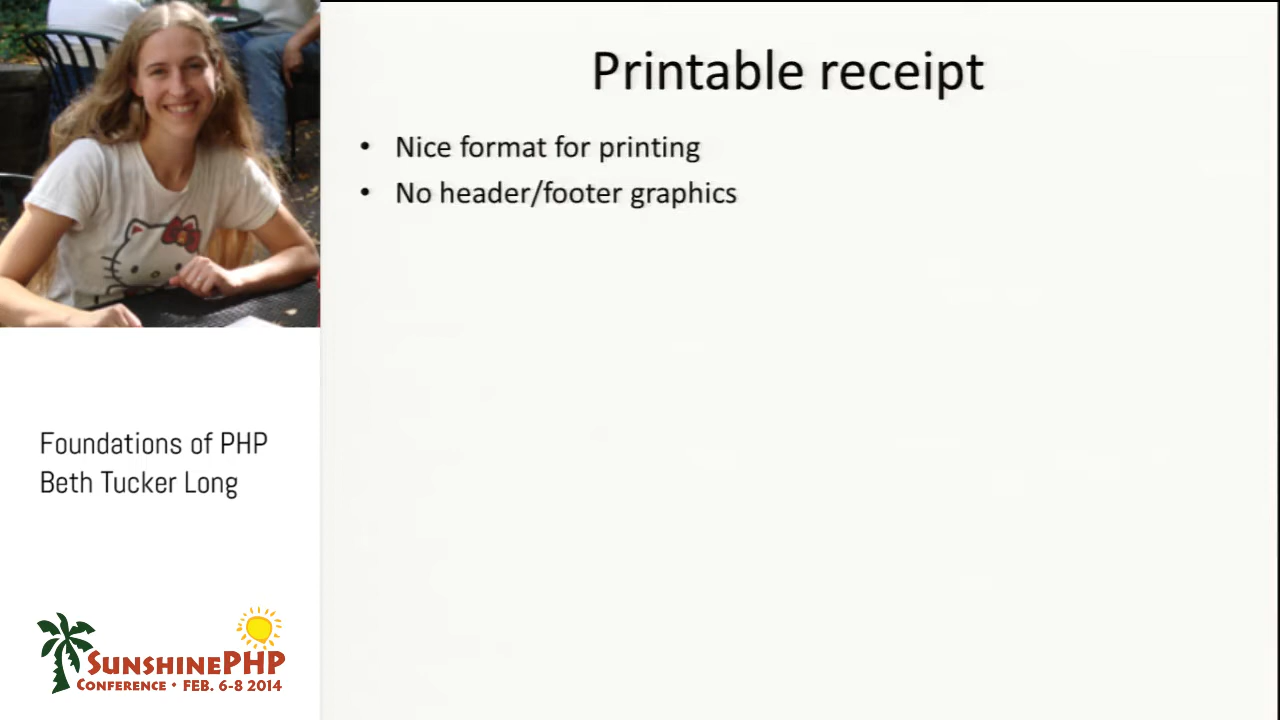 Printable receipt
• Nice format for printing
• No header/footer graphics
Foundations of PHP
Beth Tucker Long
SUNSHINEPHP
CONFERENCE • FEB. 6-8 2014